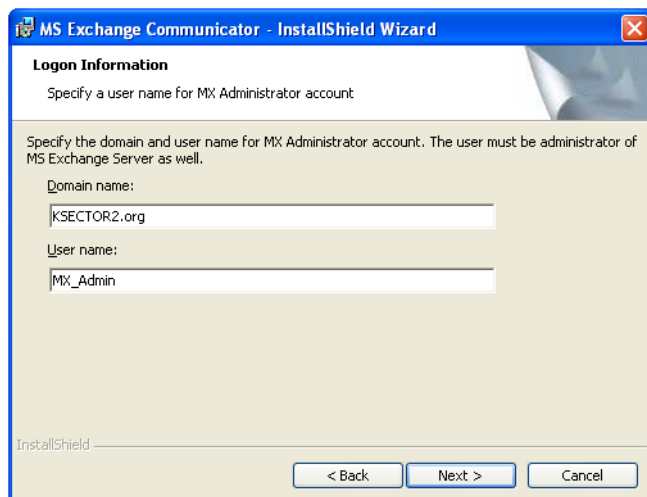 MS Exchange Communicator - InstallShield Wizard
Logon Information
Specify a user name for MX Administrator account
Specify the domain and user name for MX Administrator account. The user must be administrator of
MS Exchange Server as well.
Domain name:
KSECTOR2.org
User name:
MX_Admin
InstallShield
< Back Next > Cancel